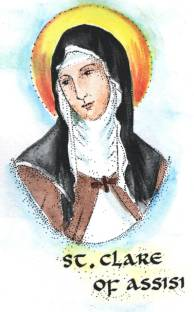 ST. CLARE
OF ASSISI